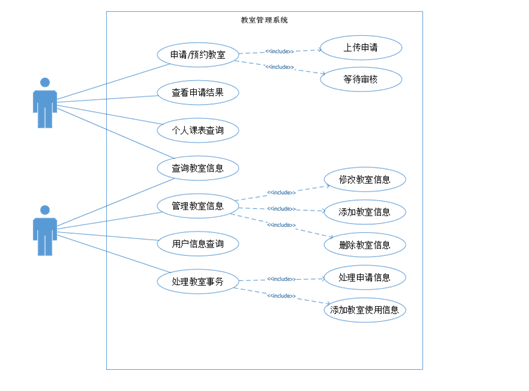 教室管理系统
申请/预约教室
<<include>>
上传申请
<<include>>
等待审核
查看申请结果
个人课表查询
查询教室信息
管理教室信息
<<include>>
修改教室信息
<<include>>
添加教室信息
<<include>>
删除教室信息
用户信息查询
处理教室事务
<<include>>
处理申请信息
<<include>>
添加教室使用信息